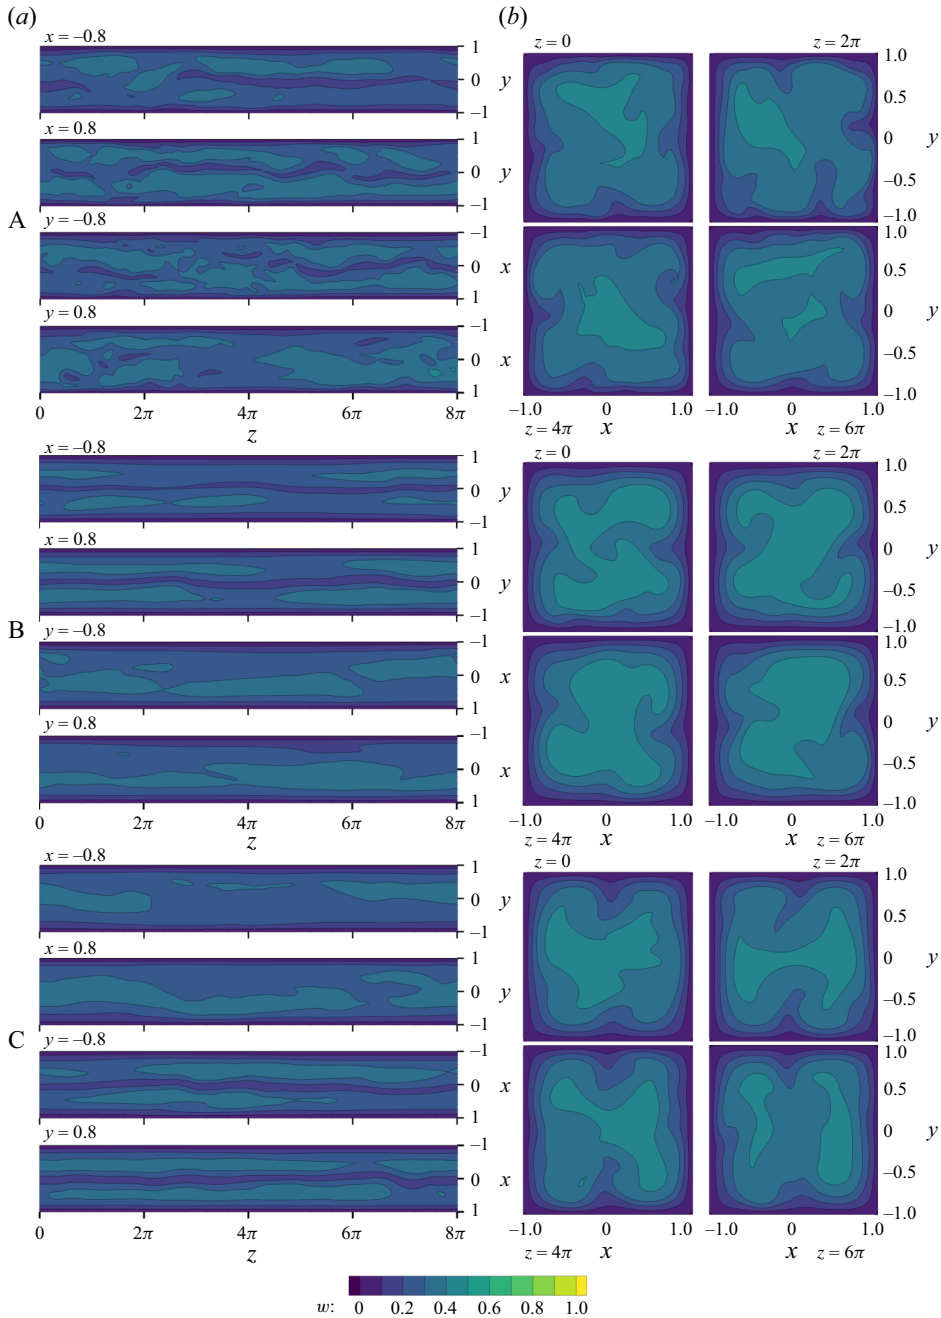 (a) (b)
x = −0.8 z = 0 z = 2π
1 1.0
y 0.5
0 0 y
−1 −0.5
x = 0.8 −1.0
1
0 y
−1
A
y = −0.8
−1 1.0
0 x 0.5
1 0 y
y = 0.8 −0.5
−1 −1.0
0 x
1
0 2π 4π 6π 8π −1.0 0 1.0 −1.0 0 1.0
z z = 4π x x z = 6π
x = −0.8 z = 0 z = 2π
1 1.0
y 0.5
0 0 y
−1 −0.5
x = 0.8 −1.0
1
0 y
−1
B
y = −0.8
−1 1.0
0 x 0.5
1 0 y
y = 0.8 −0.5
−1 −1.0
0 x
1
0 2π 4π 6π 8π −1.0 0 1.0 −1.0 0 1.0
z z = 4π x x z = 6π
x = −0.8 z = 0 z = 2π
1 1.0
y 0.5
0 0 y
−1 −0.5
x = 0.8 −1.0
1
0 y
−1
C
y = −0.8
−1 1.0
0 x 0.5
1 0 y
y = 0.8 −0.5
−1 −1.0
0 x
1
0 2π 4π 6π 8π −1.0 0 1.0 −1.0 0 1.0
z z = 4π x x z = 6π
w: 0 0.2 0.4 0.6 0.8 1.0